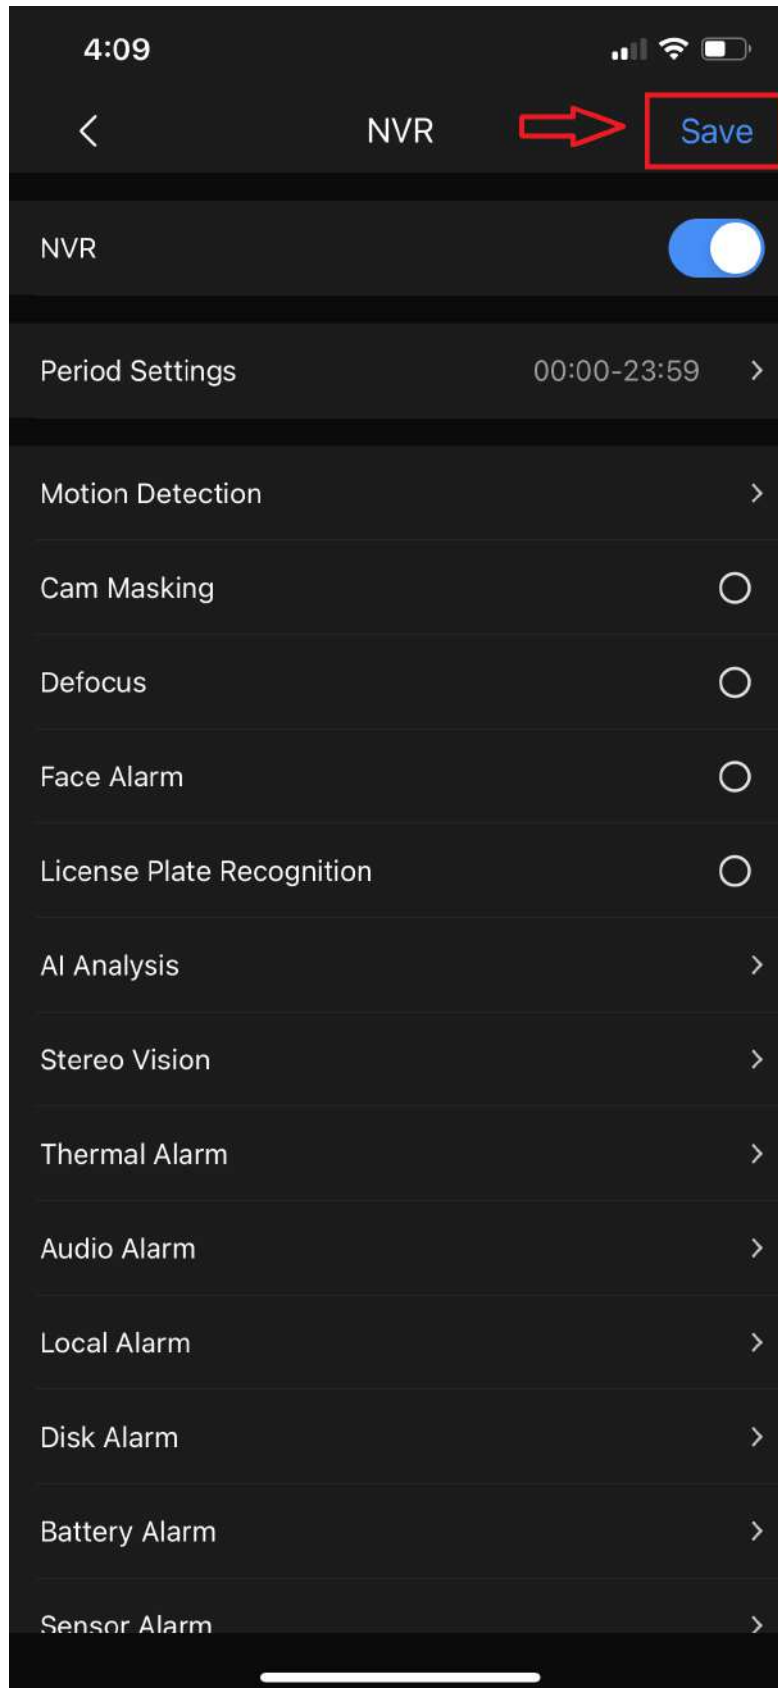 4:09
NVR Save
NVR
Period Settings 00:00-23:59
Motion Detection
Cam Masking
Defocus
Face Alarm
License Plate Recognition
AI Analysis
Stereo Vision
Thermal Alarm
Audio Alarm
Local Alarm
Disk Alarm
Battery Alarm
Sensor Alarm